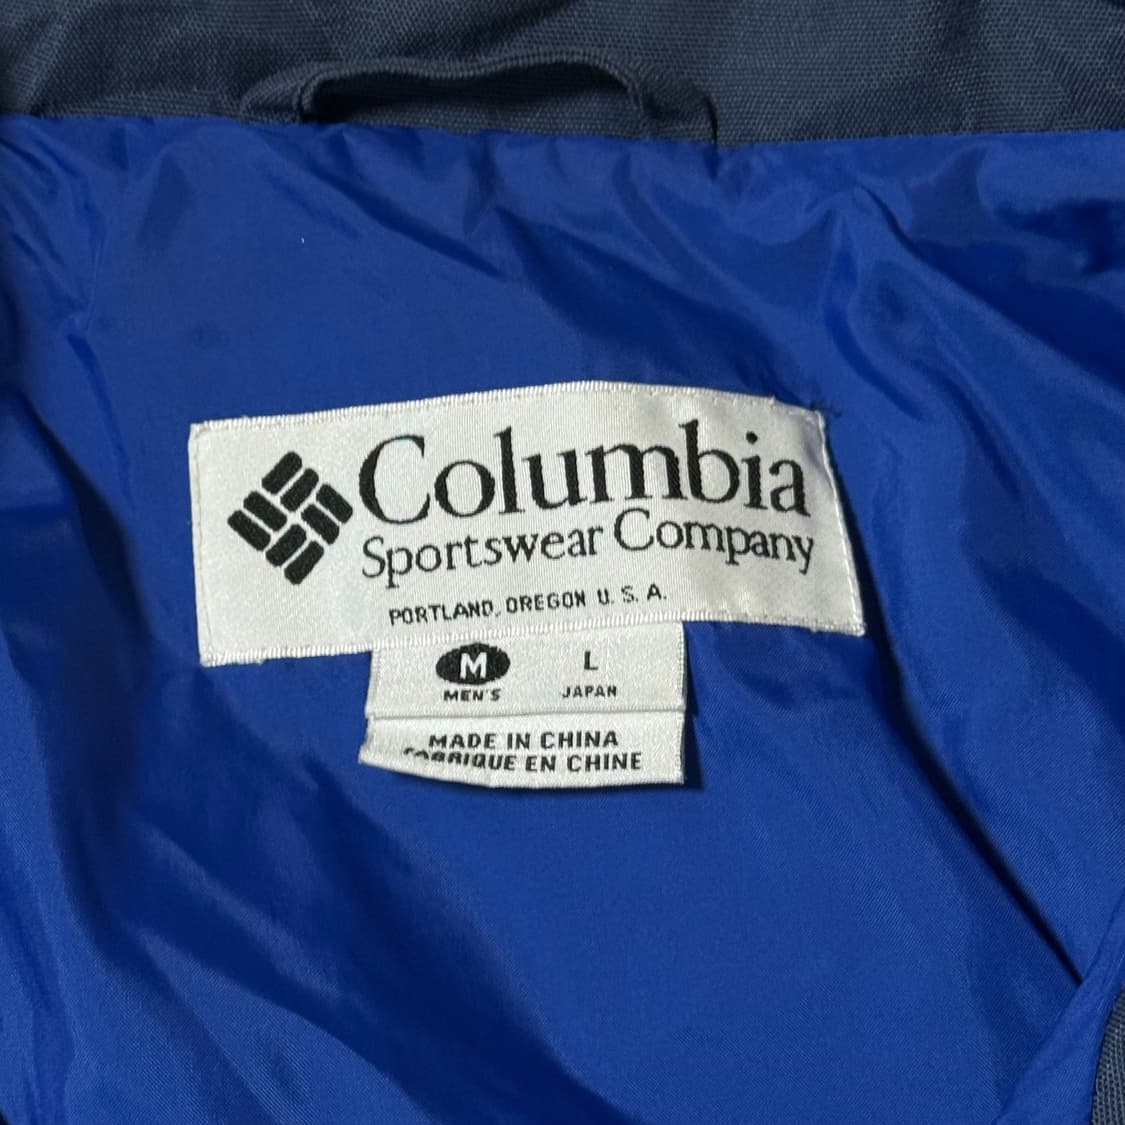 Columbia
Sportswear Company
PORTLAND, OREGON U.S.A.
M L
MEN'S JAPAN
MADE IN CHINA
FABRIQUE EN CHINE